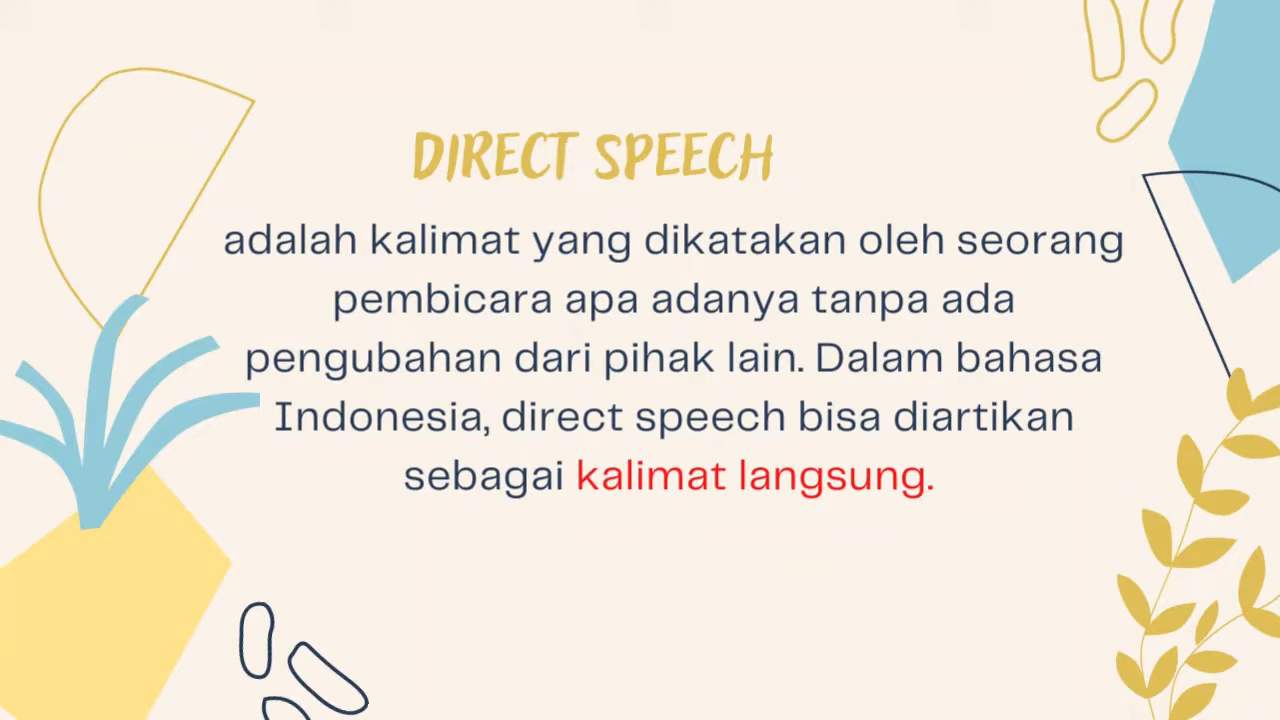 DIRECT SPEECH
adalah kalimat yang dikatakan oleh seorang
pembicara apa adanya tanpa ada
pengubahan dari pihak lain. Dalam bahasa
Indonesia, direct speech bisa diartikan
sebagai kalimat langsung.